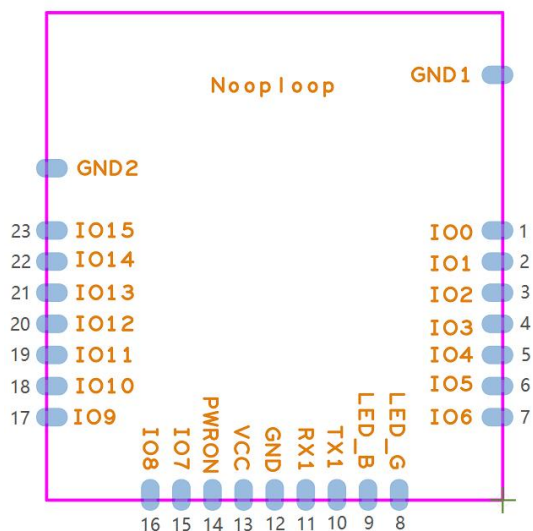 GND1
Nooploop
GND2
23 IO15 IO0 1
22 IO14 IO1 2
21 IO13 IO2 3
20 IO12 IO3 4
19 IO11 IO4 5
18 IO10 IO5 6
17 IO9 IO6 7
IO8 IO7 PWRON VCC GND RX1 TX1 LED_B LED_G
16 15 14 13 12 11 10 9 8